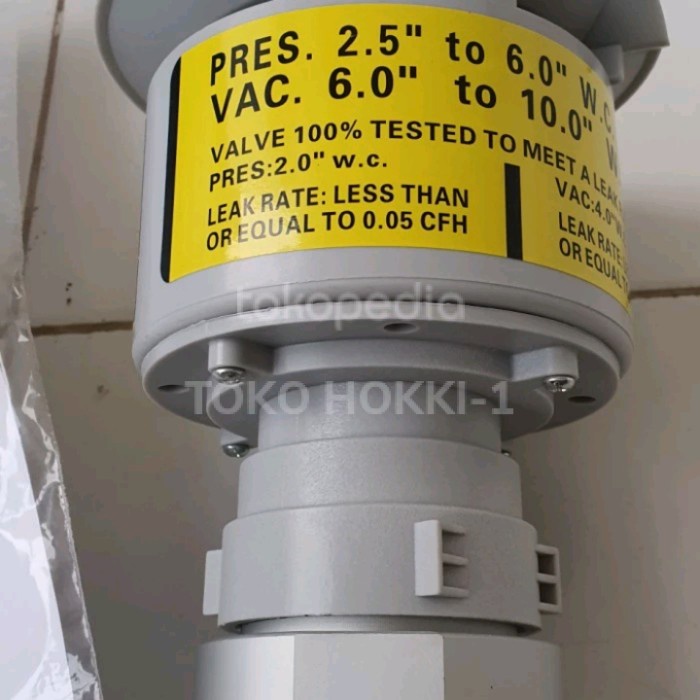 PRES. 2.5" to 6.0" W.C
VAC. 6.0" to 10.0" W
VALVE 100% TESTED TO MEET A LEAK
PRES:2.0" w.c.
VAC:4.0"
LEAK RATE: LESS THAN
OR EQUAL TO 0.05 CFH
LEAK RATE:
OR EQUAL TO
tokopedia
TOKO HOKKI-1